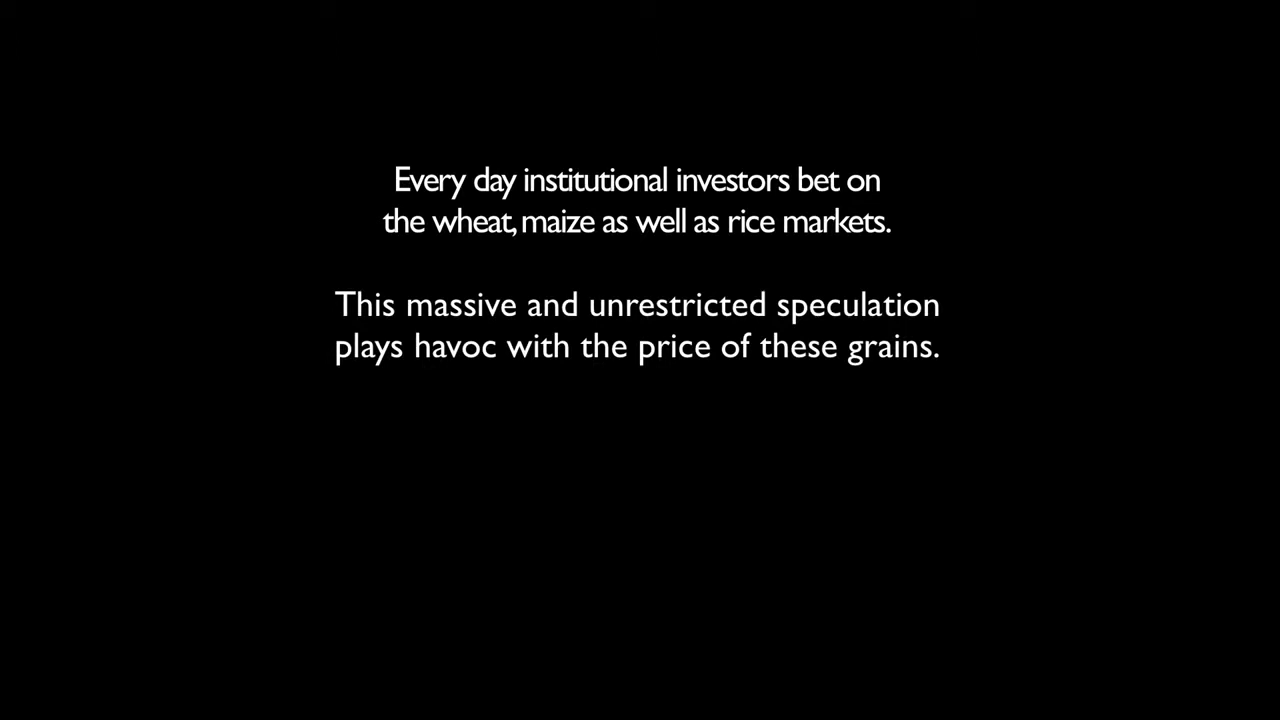 Every day institutional investors bet on
the wheat, maize as well as rice markets.
This massive and unrestricted speculation
plays havoc with the price of these grains.